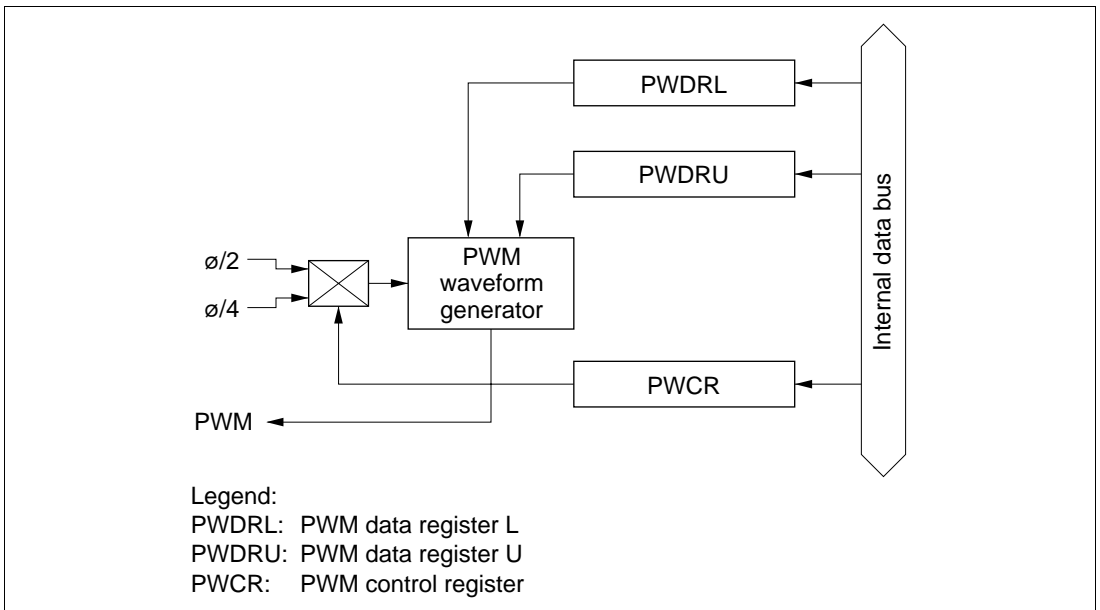 PWDRL
PWDRU
Internal data bus
PWM
waveform
generator
ø/2
ø/4
PWCR
PWM
Legend:
PWDRL: PWM data register L
PWDRU: PWM data register U
PWCR: PWM control register